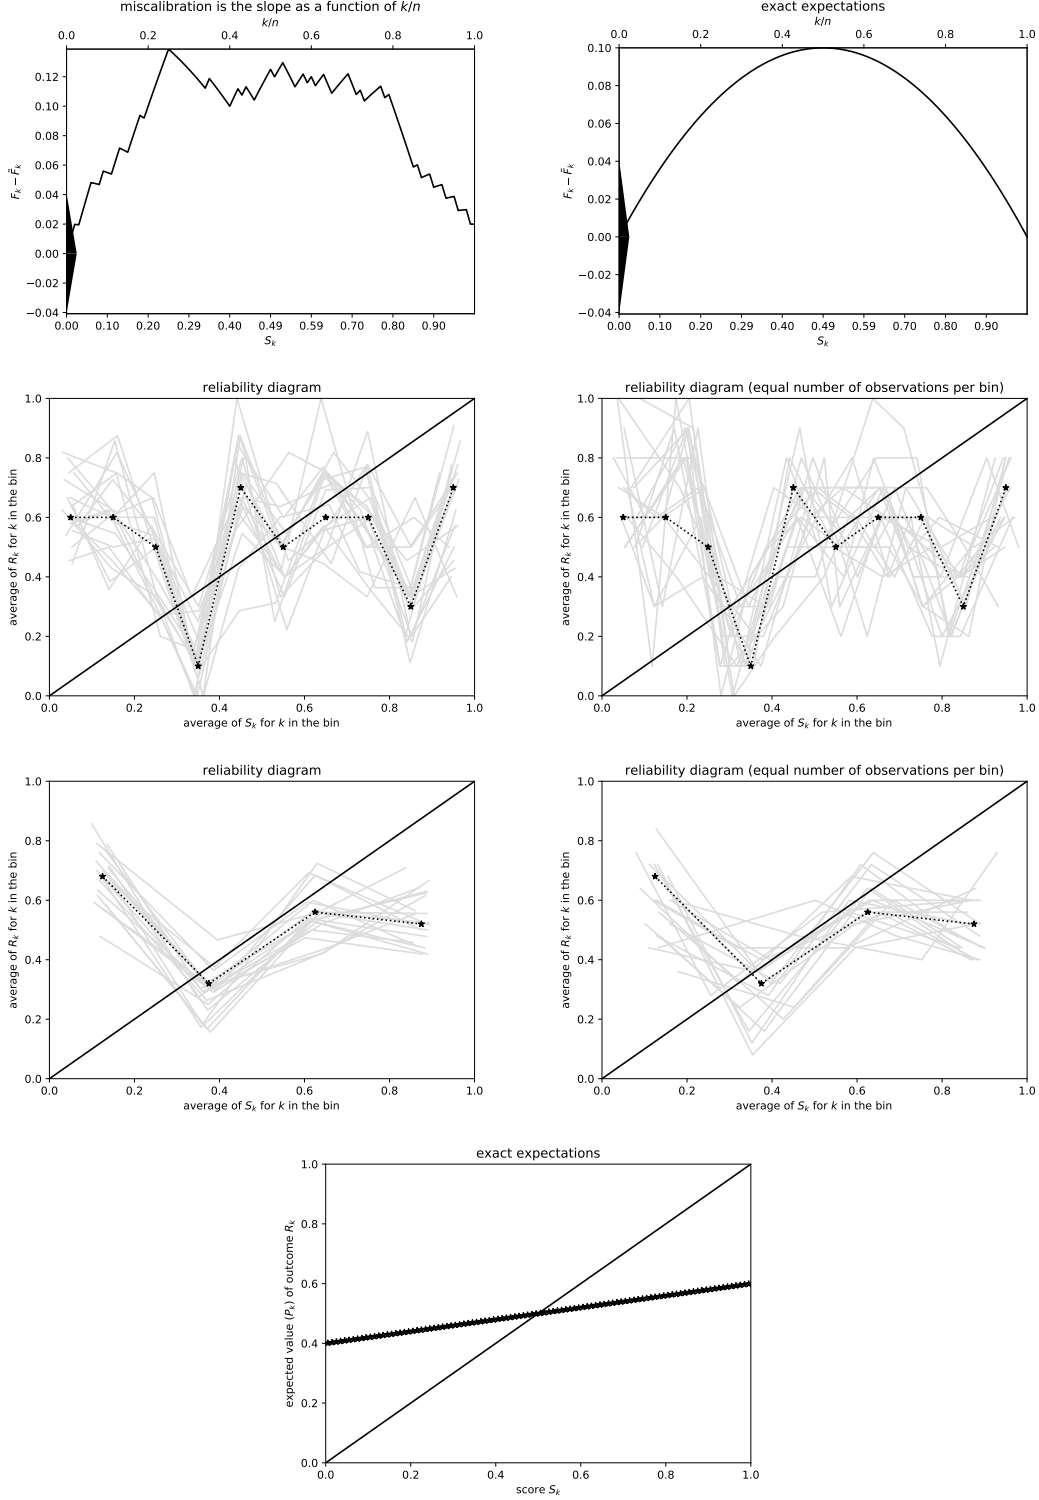 miscalibration is the slope as a function of k/n
k/n
0.0 0.2 0.4 0.6 0.8 1.0
0.12
0.10
0.08
0.06
0.04
0.02
0.00
−0.02
−0.04
F_k − F̃_k
0.00 0.10 0.20 0.29 0.40 0.49 0.59 0.70 0.80 0.90
S_k
exact expectations
k/n
0.0 0.2 0.4 0.6 0.8 1.0
0.10
0.08
0.06
0.04
0.02
0.00
−0.02
−0.04
F_k − F̃_k
0.00 0.10 0.20 0.29 0.40 0.49 0.59 0.70 0.80 0.90
S_k
reliability diagram
1.0
0.8
0.6
0.4
0.2
0.0
average of R_k for k in the bin
0.0 0.2 0.4 0.6 0.8 1.0
average of S_k for k in the bin
reliability diagram (equal number of observations per bin)
1.0
0.8
0.6
0.4
0.2
0.0
average of R_k for k in the bin
0.0 0.2 0.4 0.6 0.8 1.0
average of S_k for k in the bin
reliability diagram
1.0
0.8
0.6
0.4
0.2
0.0
average of R_k for k in the bin
0.0 0.2 0.4 0.6 0.8 1.0
average of S_k for k in the bin
reliability diagram (equal number of observations per bin)
1.0
0.8
0.6
0.4
0.2
0.0
average of R_k for k in the bin
0.0 0.2 0.4 0.6 0.8 1.0
average of S_k for k in the bin
exact expectations
1.0
0.8
0.6
0.4
0.2
0.0
expected value (P_k) of outcome R_k
0.0 0.2 0.4 0.6 0.8 1.0
score S_k